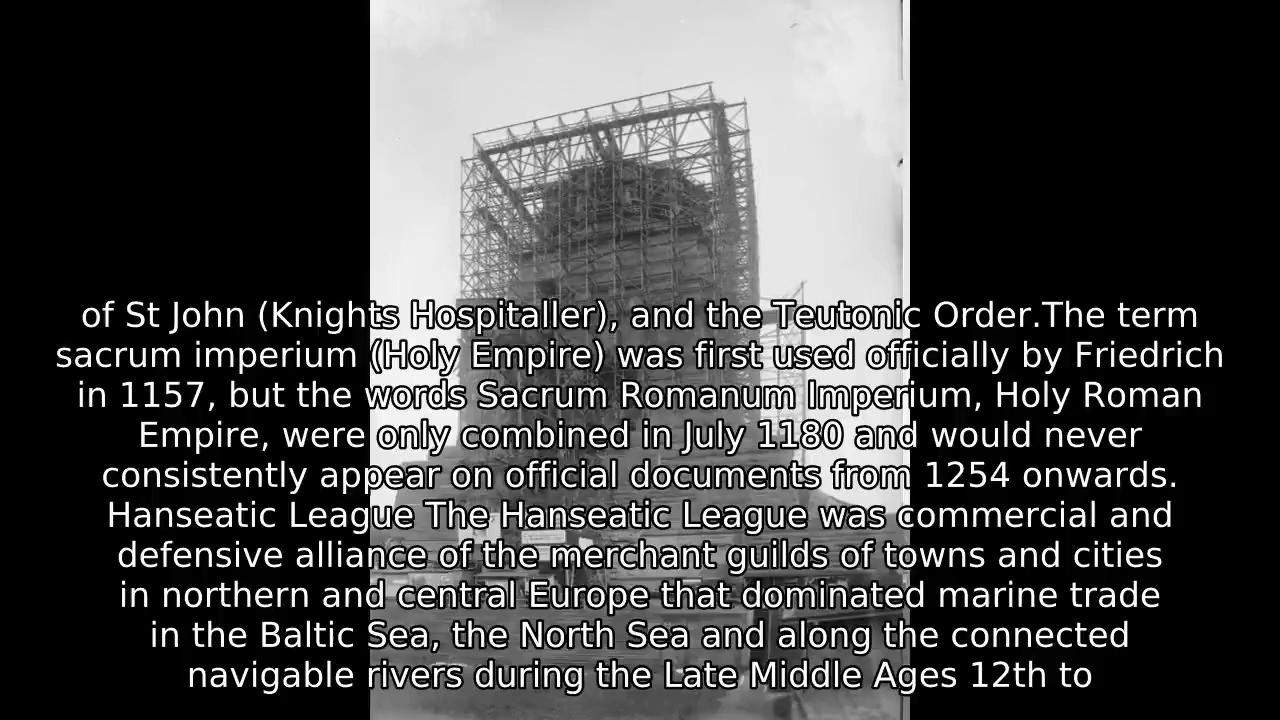 of St John (Knights Hospitaller), and the Teutonic Order.The term
sacrum imperium (Holy Empire) was first used officially by Friedrich
in 1157, but the words Sacrum Romanum Imperium, Holy Roman
Empire, were only combined in July 1180 and would never
consistently appear on official documents from 1254 onwards.
Hanseatic League The Hanseatic League was commercial and
defensive alliance of the merchant guilds of towns and cities
in northern and central Europe that dominated marine trade
in the Baltic Sea, the North Sea and along the connected
navigable rivers during the Late Middle Ages 12th to